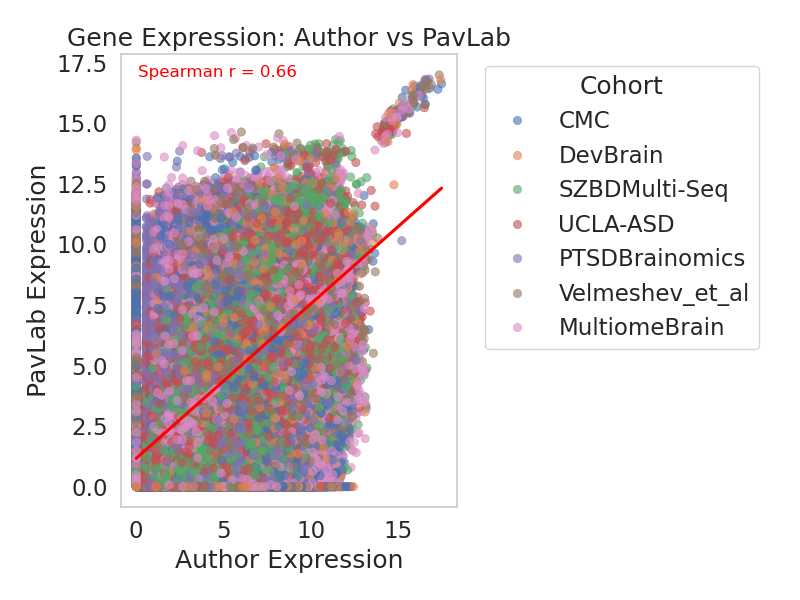 Gene Expression: Author vs PavLab
Spearman r = 0.66
17.5
15.0
12.5
10.0
7.5
5.0
2.5
0.0
PavLab Expression
0 5 10 15
Author Expression
Cohort
CMC
DevBrain
SZBDMulti-Seq
UCLA-ASD
PTSDBrainomics
Velmeshev_et_al
MultiomeBrain